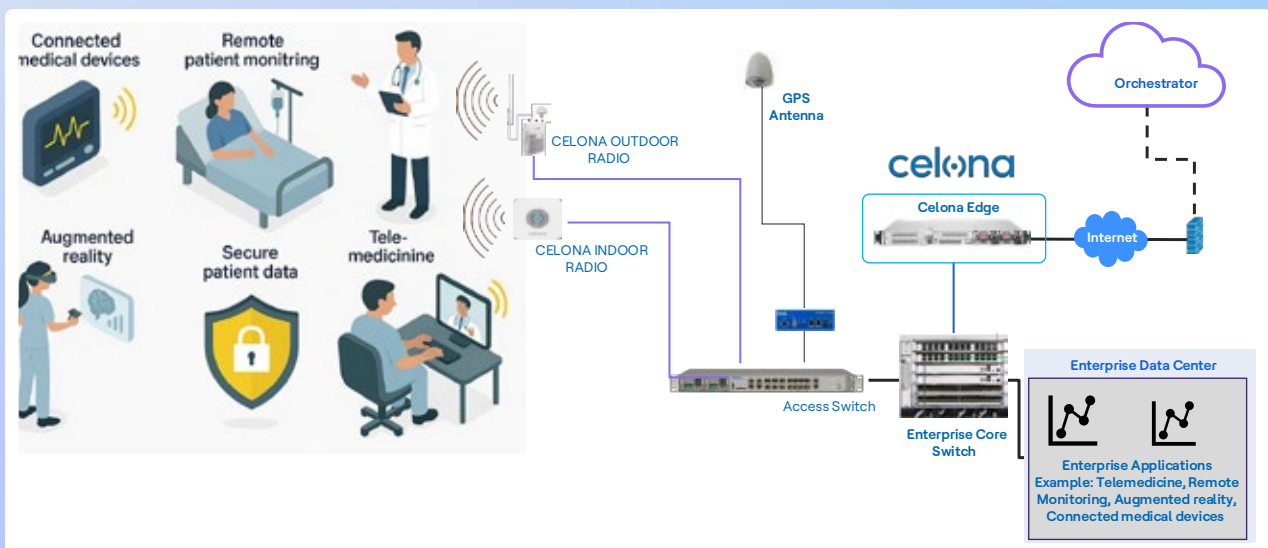 Connected
medical devices
Remote
patient monitring
Augmented
reality
Secure
patient data
Tele-
medicinine
CELONA OUTDOOR
RADIO
CELONA INDOOR
RADIO
GPS
Antenna
Orchestrator
celona
Celona Edge
Internet
Access Switch
Enterprise Core
Switch
Enterprise Data Center
Enterprise Applications
Example: Telemedicine, Remote
Monitoring, Augmented reality,
Connected medical devices